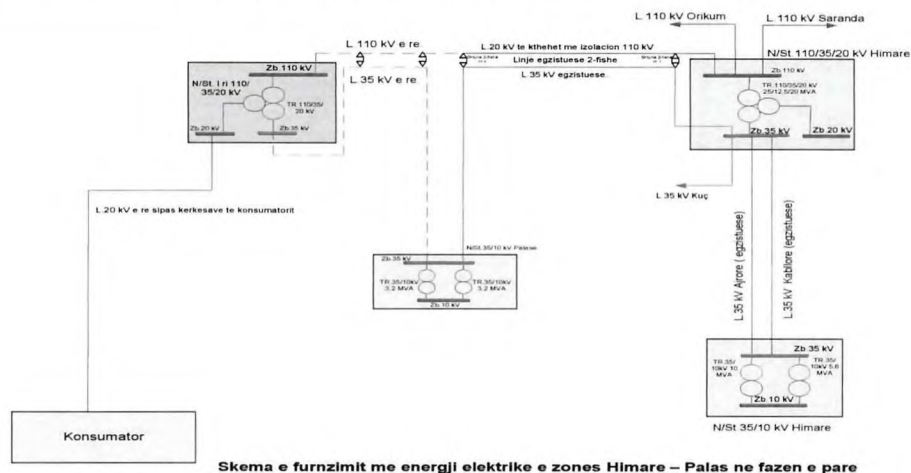 L 110 kV Orikum
L 110 kV Saranda
L 110 kV e re
L.20 kV te kthehet me izolacion 110 kV
Linje egzistuese 2-fishe
L 35 kV egzistuese
L 35 kV e re
N/St 110/35/20 kV Himare
Zb.110 kV
N/St. I ri 110/
35/20 kV
TR.110/35/
20 kV
Zb.20 kV
Zb.35 kV
Zb.110 kV
TR.110/35/20 kV
25/12.5/20 MVA
Zb.35 kV
Zb.20 kV
L.20 kV e re sipas kerkesave te konsumatorit
L 35 kV Kuç
N/St.35/10 kV Palase
Zb.35 kV
TR.35/10kV
3.2 MVA
TR.35/10kV
3.2 MVA
Zb.10 kV
L.35 kV Ajrore ( egzistuese)
L.35 kV Kabllore (egzistuese)
Zb.35 kV
TR.35/
10kV 10
MVA
TR.35/
10kV 5.6
MVA
Zb.10 kV
N/St 35/10 kV Himare
Konsumator
Skema e furnzimit me energji elektrike e zones Himare – Palas ne fazen e pare